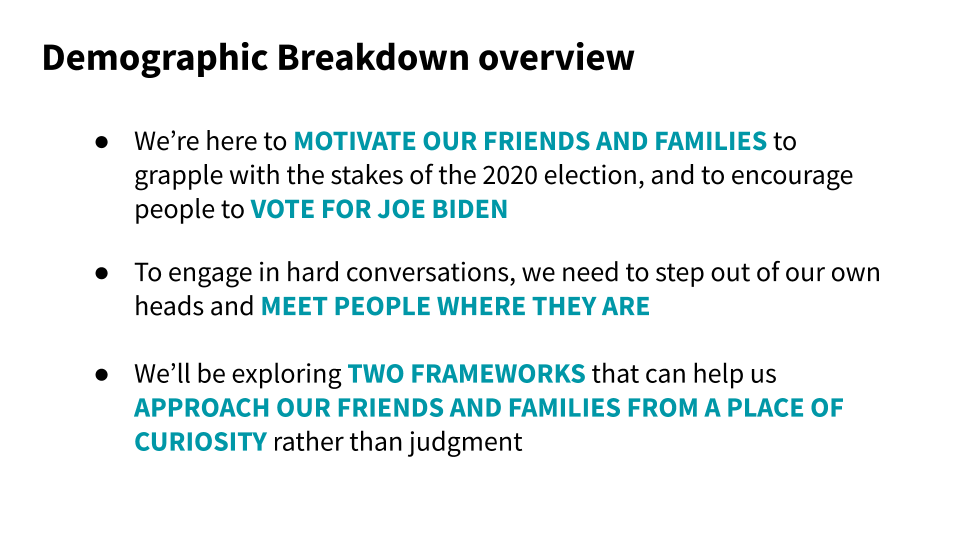 Demographic Breakdown overview
● We’re here to MOTIVATE OUR FRIENDS AND FAMILIES to
grapple with the stakes of the 2020 election, and to encourage
people to VOTE FOR JOE BIDEN
● To engage in hard conversations, we need to step out of our own
heads and MEET PEOPLE WHERE THEY ARE
● We’ll be exploring TWO FRAMEWORKS that can help us
APPROACH OUR FRIENDS AND FAMILIES FROM A PLACE OF
CURIOSITY rather than judgment